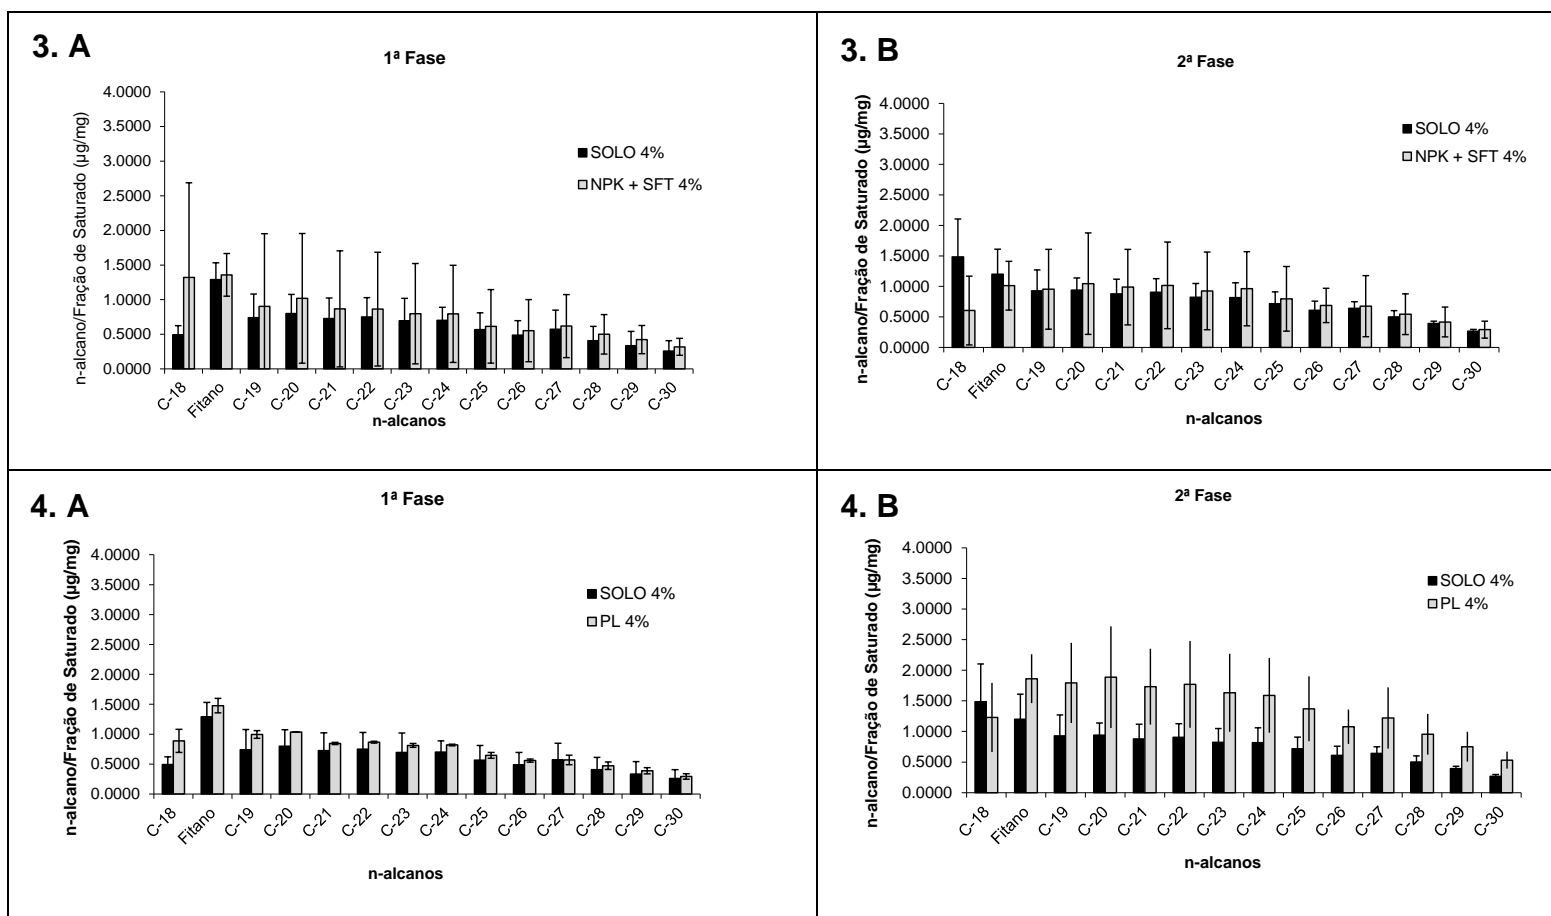 3. A
1ª Fase
n-alcano/Fração de Saturado (µg/mg)
4.0000
3.5000
3.0000
2.5000
2.0000
1.5000
1.0000
0.5000
0.0000
SOLO 4%
NPK + SFT 4%
C-18 Fitano C-19 C-20 C-21 C-22 C-23 C-24 C-25 C-26 C-27 C-28 C-29 C-30
n-alcanos
3. B
2ª Fase
n-alcano/Fração de Saturado (µg/mg)
4.0000
3.5000
3.0000
2.5000
2.0000
1.5000
1.0000
0.5000
0.0000
SOLO 4%
NPK + SFT 4%
C-18 Fitano C-19 C-20 C-21 C-22 C-23 C-24 C-25 C-26 C-27 C-28 C-29 C-30
n-alcanos
4. A
1ª Fase
n-alcano/Fração de Saturado (µg/mg)
4.0000
3.5000
3.0000
2.5000
2.0000
1.5000
1.0000
0.5000
0.0000
SOLO 4%
PL 4%
C-18 Fitano C-19 C-20 C-21 C-22 C-23 C-24 C-25 C-26 C-27 C-28 C-29 C-30
n-alcanos
4. B
2ª Fase
n-alcano/Fração de Saturado (µg/mg)
4.0000
3.5000
3.0000
2.5000
2.0000
1.5000
1.0000
0.5000
0.0000
SOLO 4%
PL 4%
C-18 Fitano C-19 C-20 C-21 C-22 C-23 C-24 C-25 C-26 C-27 C-28 C-29 C-30
n-alcanos